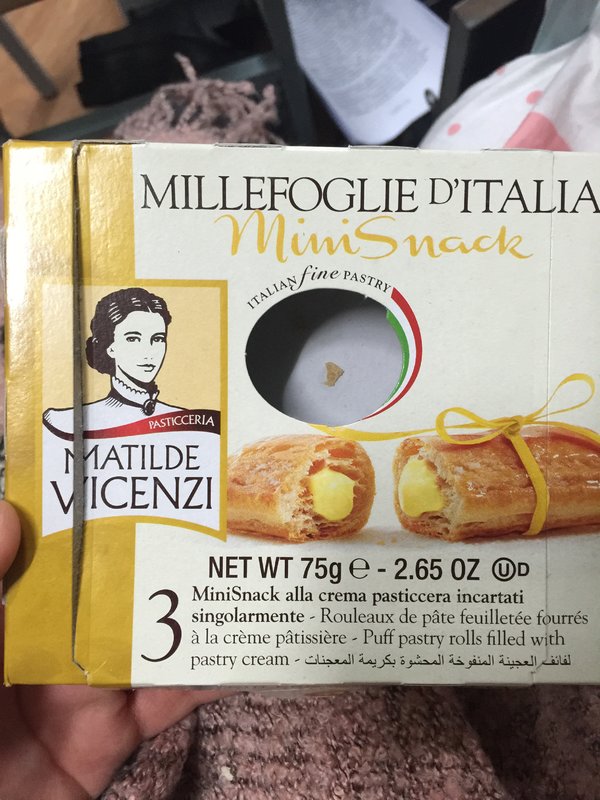 MILLEFOGLIE D'ITALIA
MiniSnack
ITALIAN fine PASTRY
PASTICCERIA
MATILDE
VICENZI
NET WT 75g e - 2.65 OZ UD
3
MiniSnack alla crema pasticcera incartati
singolarmente - Rouleaux de pâte feuilletée fourrés
à la crème pâtissière - Puff pastry rolls filled with
pastry cream - لفائف العجينة المنفوخة المحشوة بكريمة المعجنات